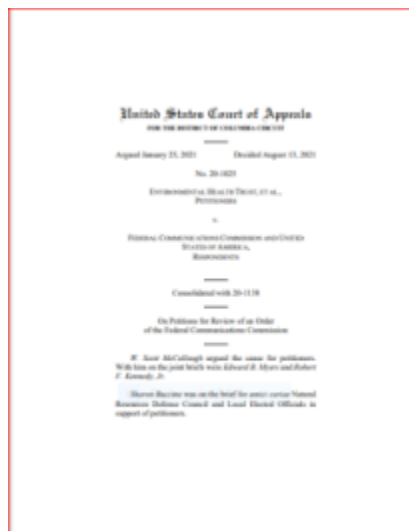 United States Court of Appeals
FOR THE DISTRICT OF COLUMBIA CIRCUIT
Argued January 25, 2021 Decided August 13, 2021
No. 20-1025
ENVIRONMENTAL HEALTH TRUST, ET AL.,
PETITIONERS
v.
FEDERAL COMMUNICATIONS COMMISSION AND UNITED
STATES OF AMERICA,
RESPONDENTS
Consolidated with 20-1138
On Petitions for Review of an Order
of the Federal Communications Commission
W. Scott McCollough argued the cause for petitioners.
With him on the joint briefs were Edward B. Myers and Robert
F. Kennedy, Jr.
Sharon Buccino was on the brief for amici curiae Natural
Resources Defense Council and Local Elected Officials in
support of petitioners.